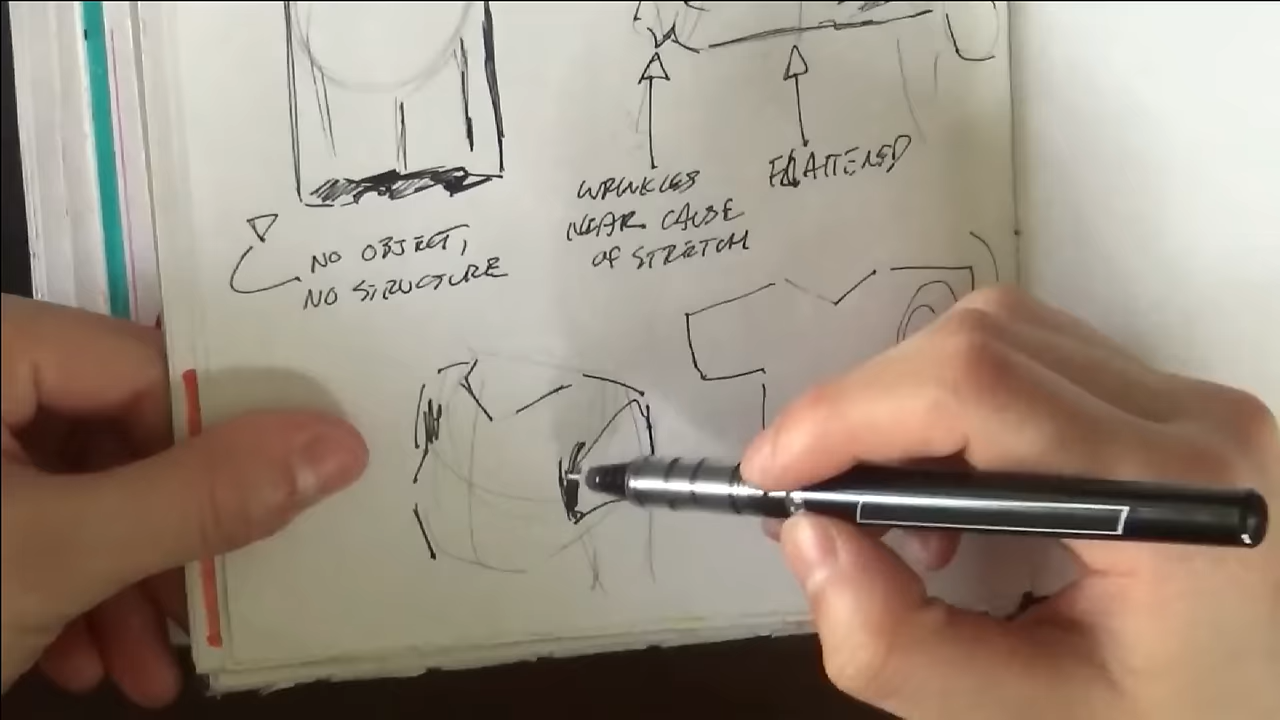 NO OBJECT,
NO STRUCTURE
WRINKLES
NEAR CAUSE
OF STRETCH
FLATTENED